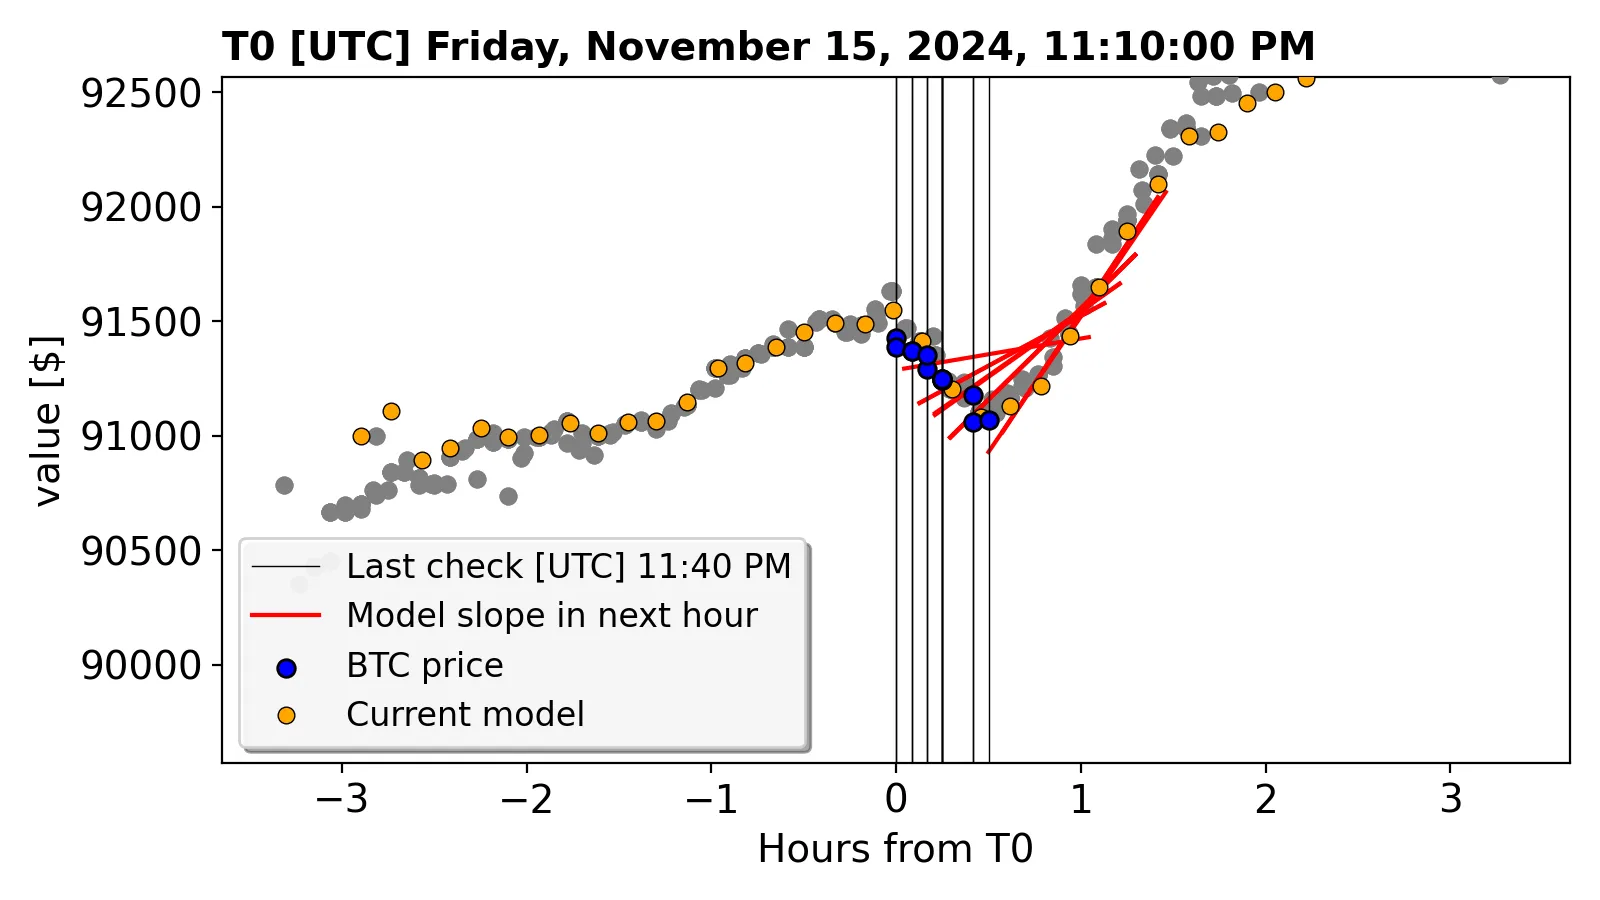 T0 [UTC] Friday, November 15, 2024, 11:10:00 PM
value [$]
92500
92000
91500
91000
90500
90000
Last check [UTC] 11:40 PM
Model slope in next hour
BTC price
Current model
−3 −2 −1 0 1 2 3
Hours from T0